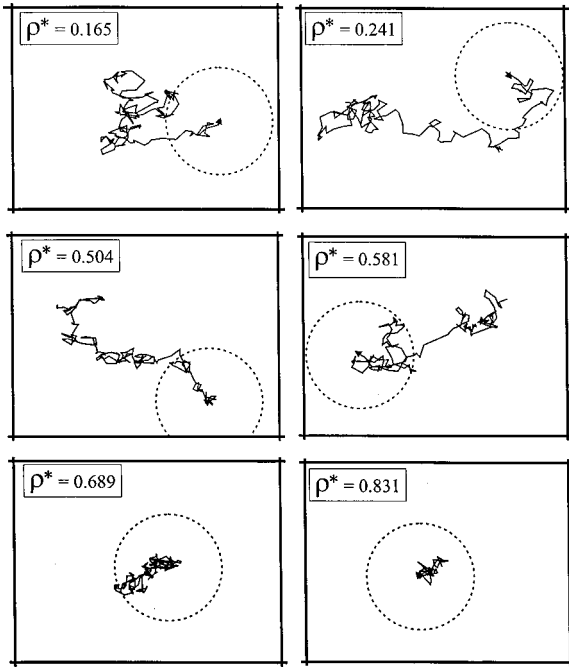 ρ* = 0.165
ρ* = 0.241
ρ* = 0.504
ρ* = 0.581
ρ* = 0.689
ρ* = 0.831